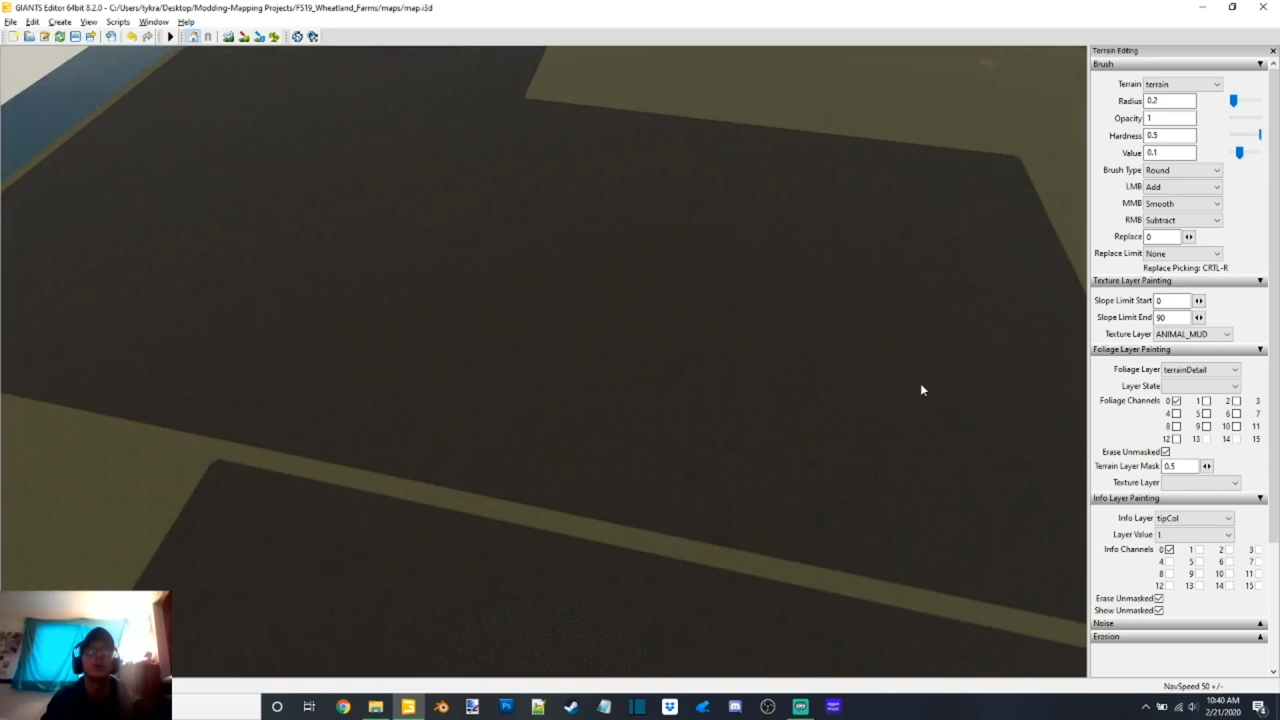 GIANTS Editor 64bit - 8.2.0 - C:/Users/tykra/Desktop/Modding-Mapping Projects/FS19_Wheatland_Farms/maps/map.i3d
File Edit Create View Scripts Window Help
Terrain Editing
Brush
Terrain terrain
Radius 0.2
Opacity 1
Hardness 0.5
Value 0.1
Brush Type Round
LMB Add
MMB Smooth
RMB Subtract
Replace 0
Replace Limit None
Replace Picking: CRTL-R
Texture Layer Painting
Slope Limit Start 0
Slope Limit End 90
Texture Layer ANIMAL_MUD
Foliage Layer Painting
Foliage Layer terrainDetail
Layer State
Foliage Channels 0 1 2 3
4 5 6 7
8 9 10 11
12 13 14 15
Erase Unmasked
Terrain Layer Mask 0.5
Texture Layer
Info Layer Painting
Info Layer tipCol
Layer Value 1
Info Channels 0 1 2 3
4 5 6 7
8 9 10 11
12 13 14 15
Erase Unmasked
Show Unmasked
Noise
Erosion
NavSpeed 50 +/-
10:40 AM
2/21/2020